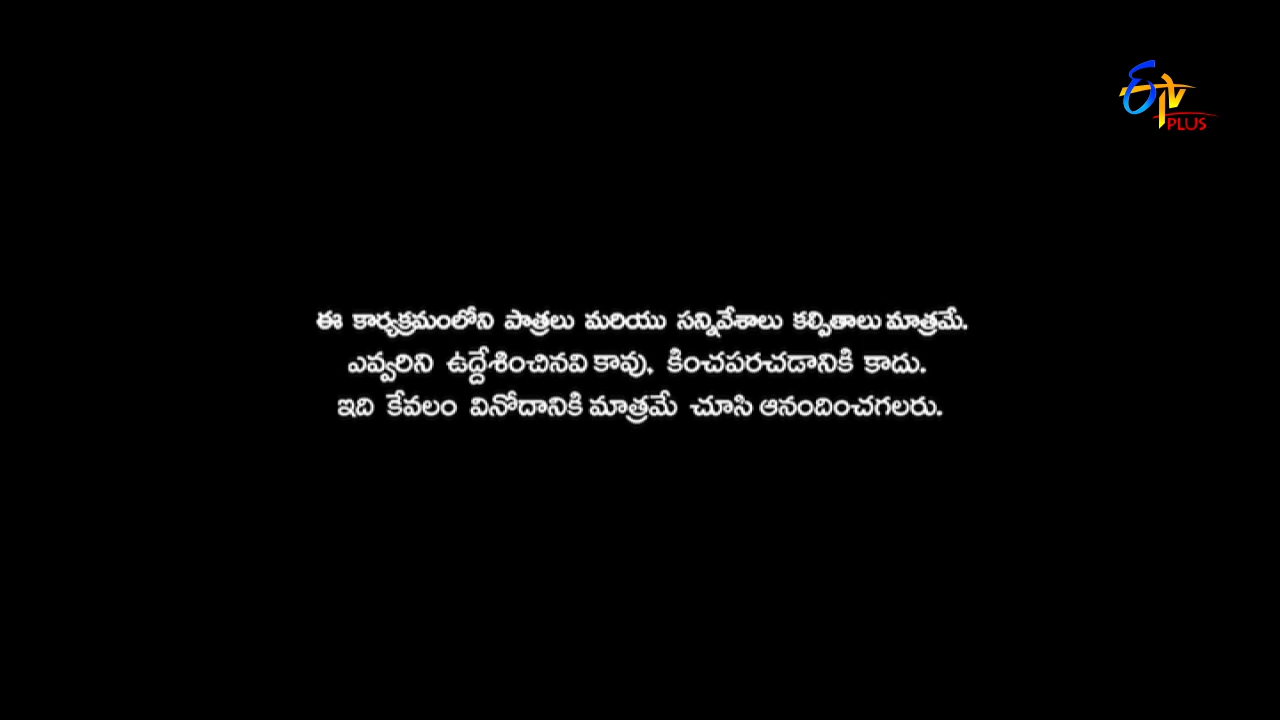 ETV
PLUS
ఈ కార్యక్రమంలోని పాత్రలు మరియు సన్నివేశాలు కల్పితాలు మాత్రమే.
ఎవ్వరిని ఉద్దేశించినవి కావు, కించపరచడానికి కాదు.
ఇది కేవలం వినోదానికి మాత్రమే చూసి ఆనందించగలరు.